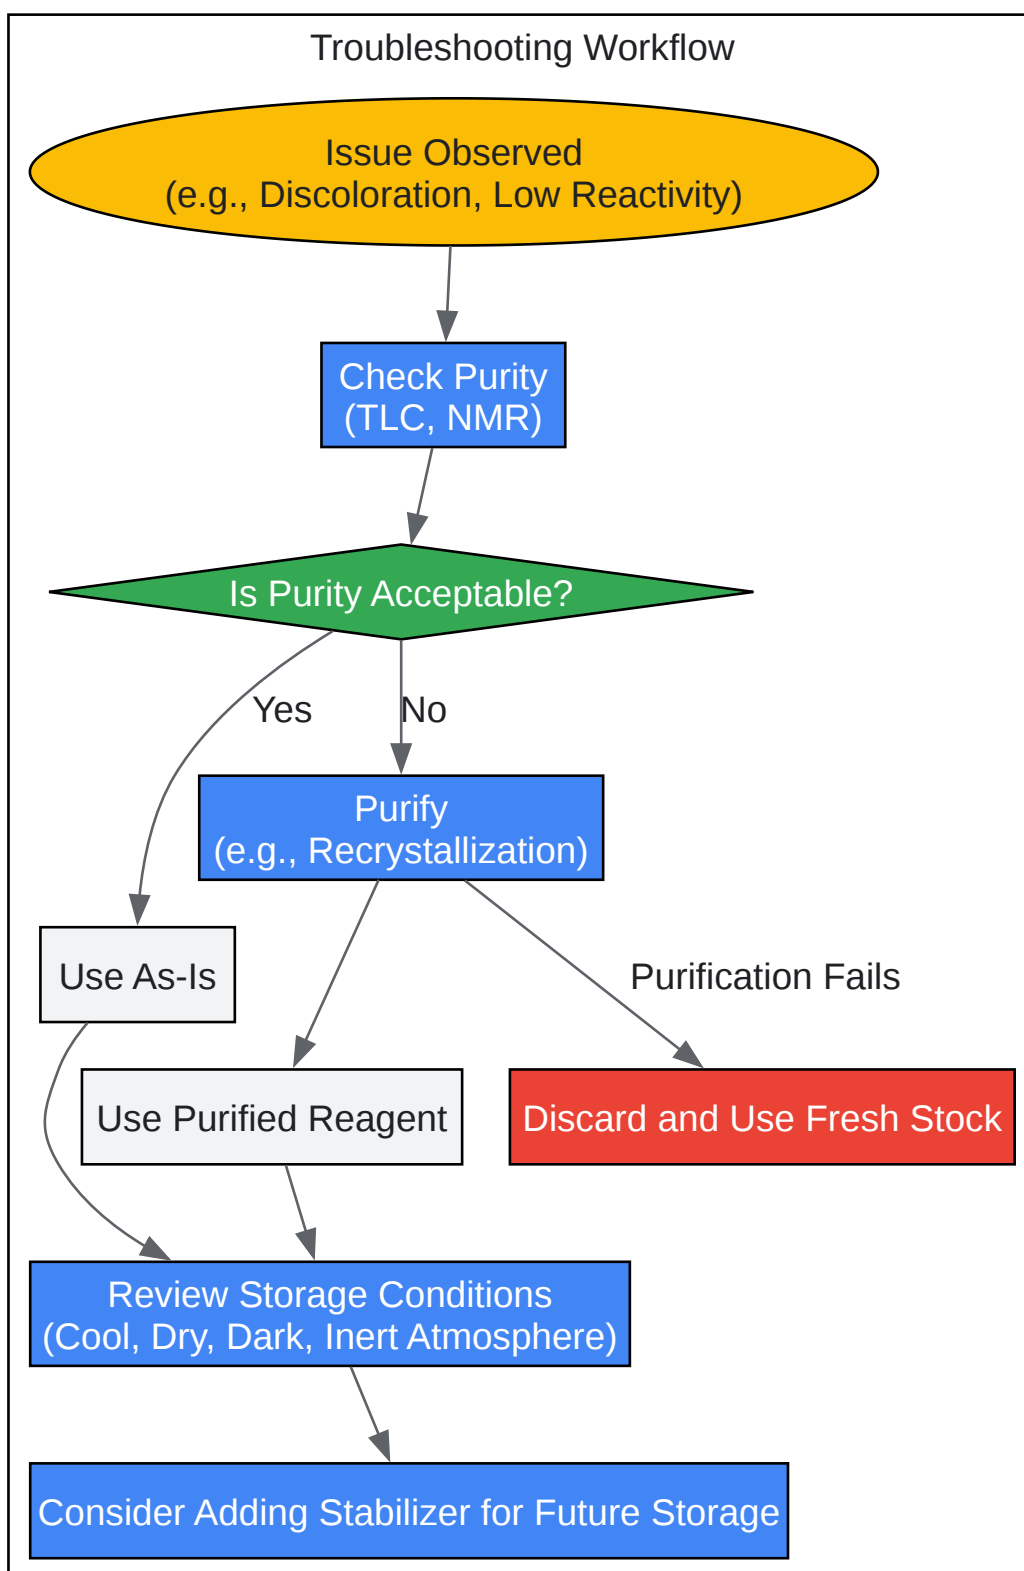 Troubleshooting Workflow
Issue Observed
(e.g., Discoloration, Low Reactivity)
Check Purity
(TLC, NMR)
Is Purity Acceptable?
Yes
No
Purify
(e.g., Recrystallization)
Use As-Is
Purification Fails
Use Purified Reagent
Discard and Use Fresh Stock
Review Storage Conditions
(Cool, Dry, Dark, Inert Atmosphere)
Consider Adding Stabilizer for Future Storage